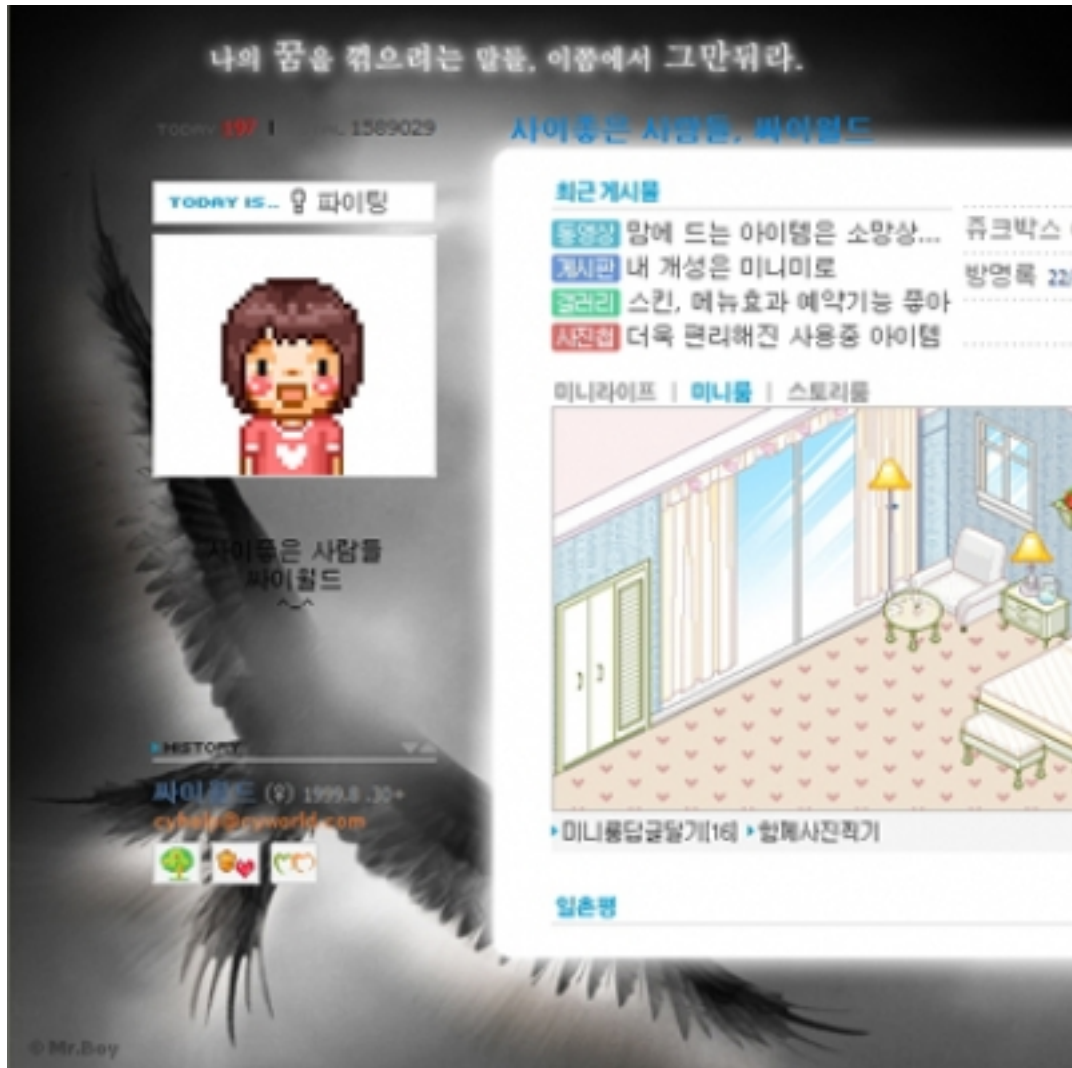 나의 꿈을 꺾으려는 말들, 이쯤에서 그만둬라.
TODAY 197 | 1589029
사이좋은 사람들, 싸이월드
TODAY IS.. 파이팅
최근 게시물
동영상 맘에 드는 아이템은 소망상...
게시판 내 개성은 미니미로
갤러리 스킨, 메뉴효과 예약기능 좋아
사진첩 더욱 편리해진 사용중 아이템
쥬크박스
방명록 22
미니라이프 | 미니룸 | 스토리룸
사이좋은 사람들
싸이월드
^_^
HISTORY
싸이월드 (♀) 1999.8 .30+
cyhelp@cyworld.com
미니룸답글달기[16] 함께사진찍기
일촌평
© Mr.Boy